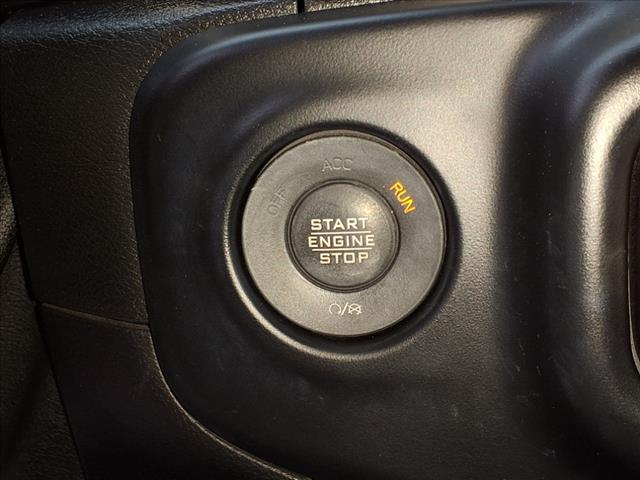 OFF
ACC
RUN
START
ENGINE
STOP